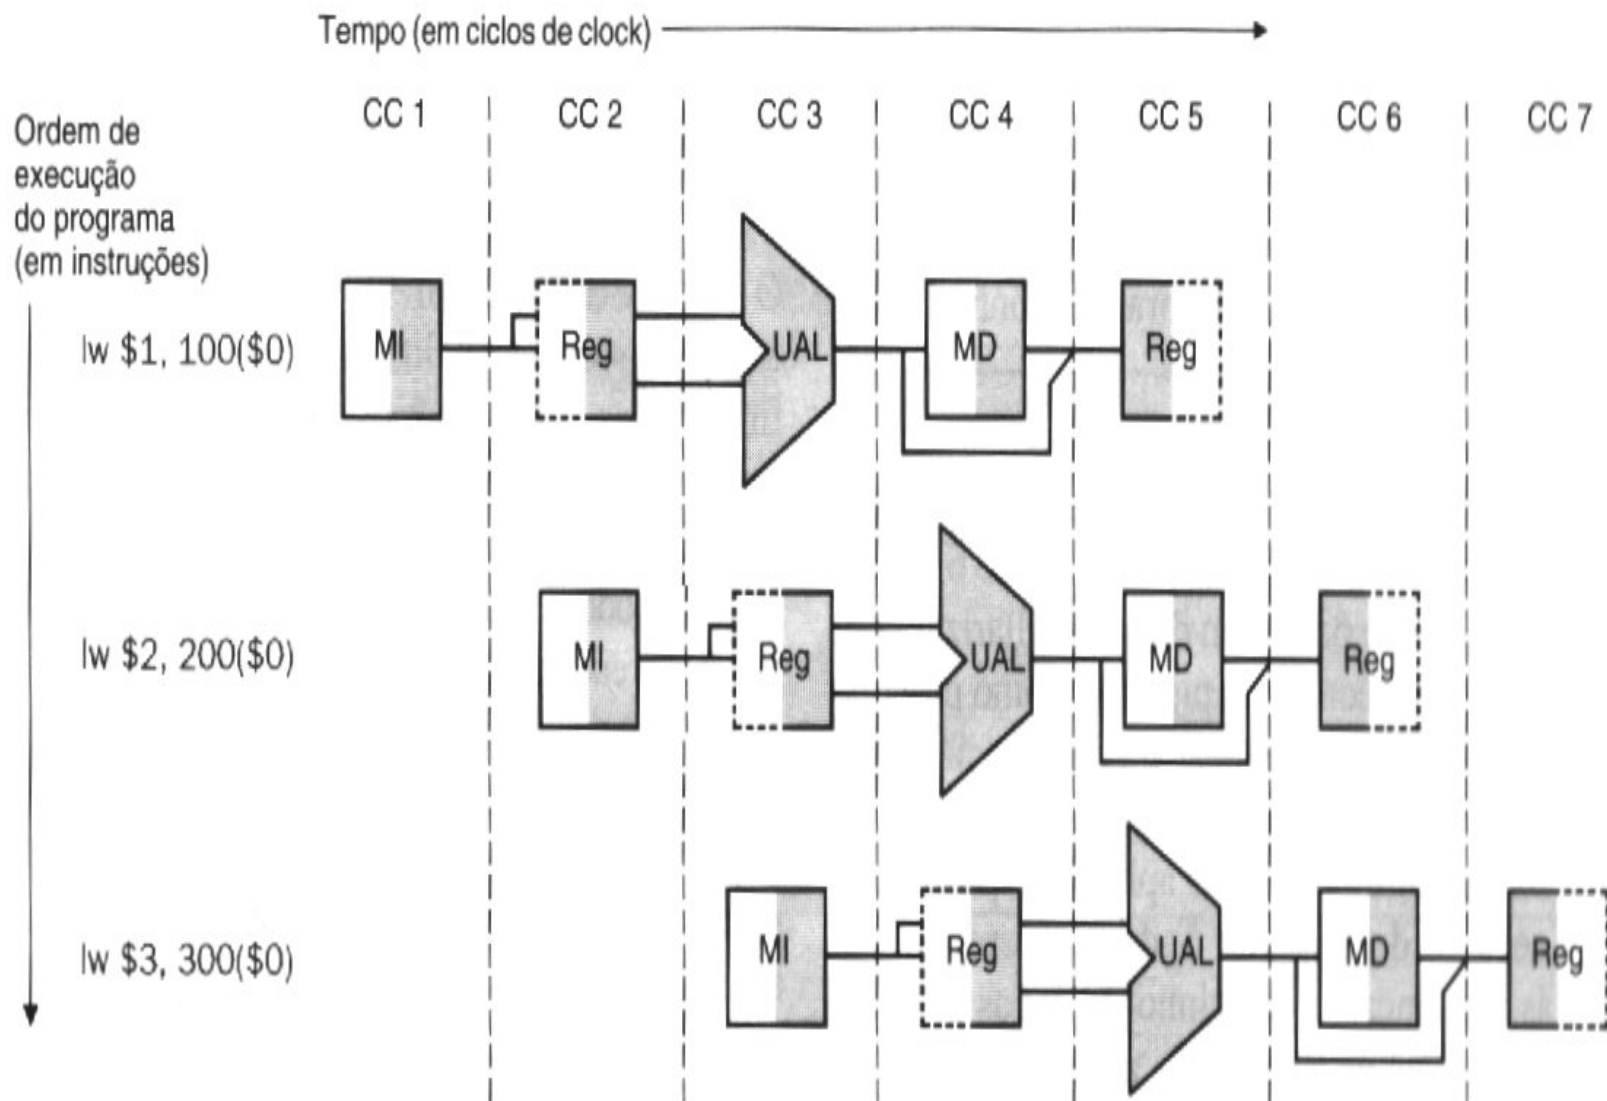 Tempo (em ciclos de clock)
CC 1 CC 2 CC 3 CC 4 CC 5 CC 6 CC 7
Ordem de
execução
do programa
(em instruções)
lw $1, 100($0)
MI Reg UAL MD Reg
lw $2, 200($0)
MI Reg UAL MD Reg
lw $3, 300($0)
MI Reg UAL MD Reg